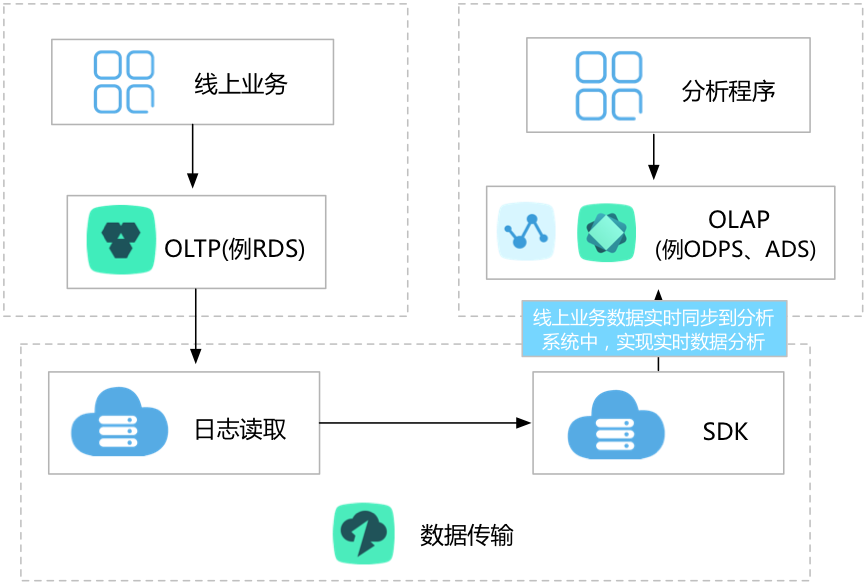 线上业务
OLTP(例RDS)
分析程序
OLAP
(例ODPS、ADS)
线上业务数据实时同步到分析
系统中，实现实时数据分析
日志读取
SDK
数据传输